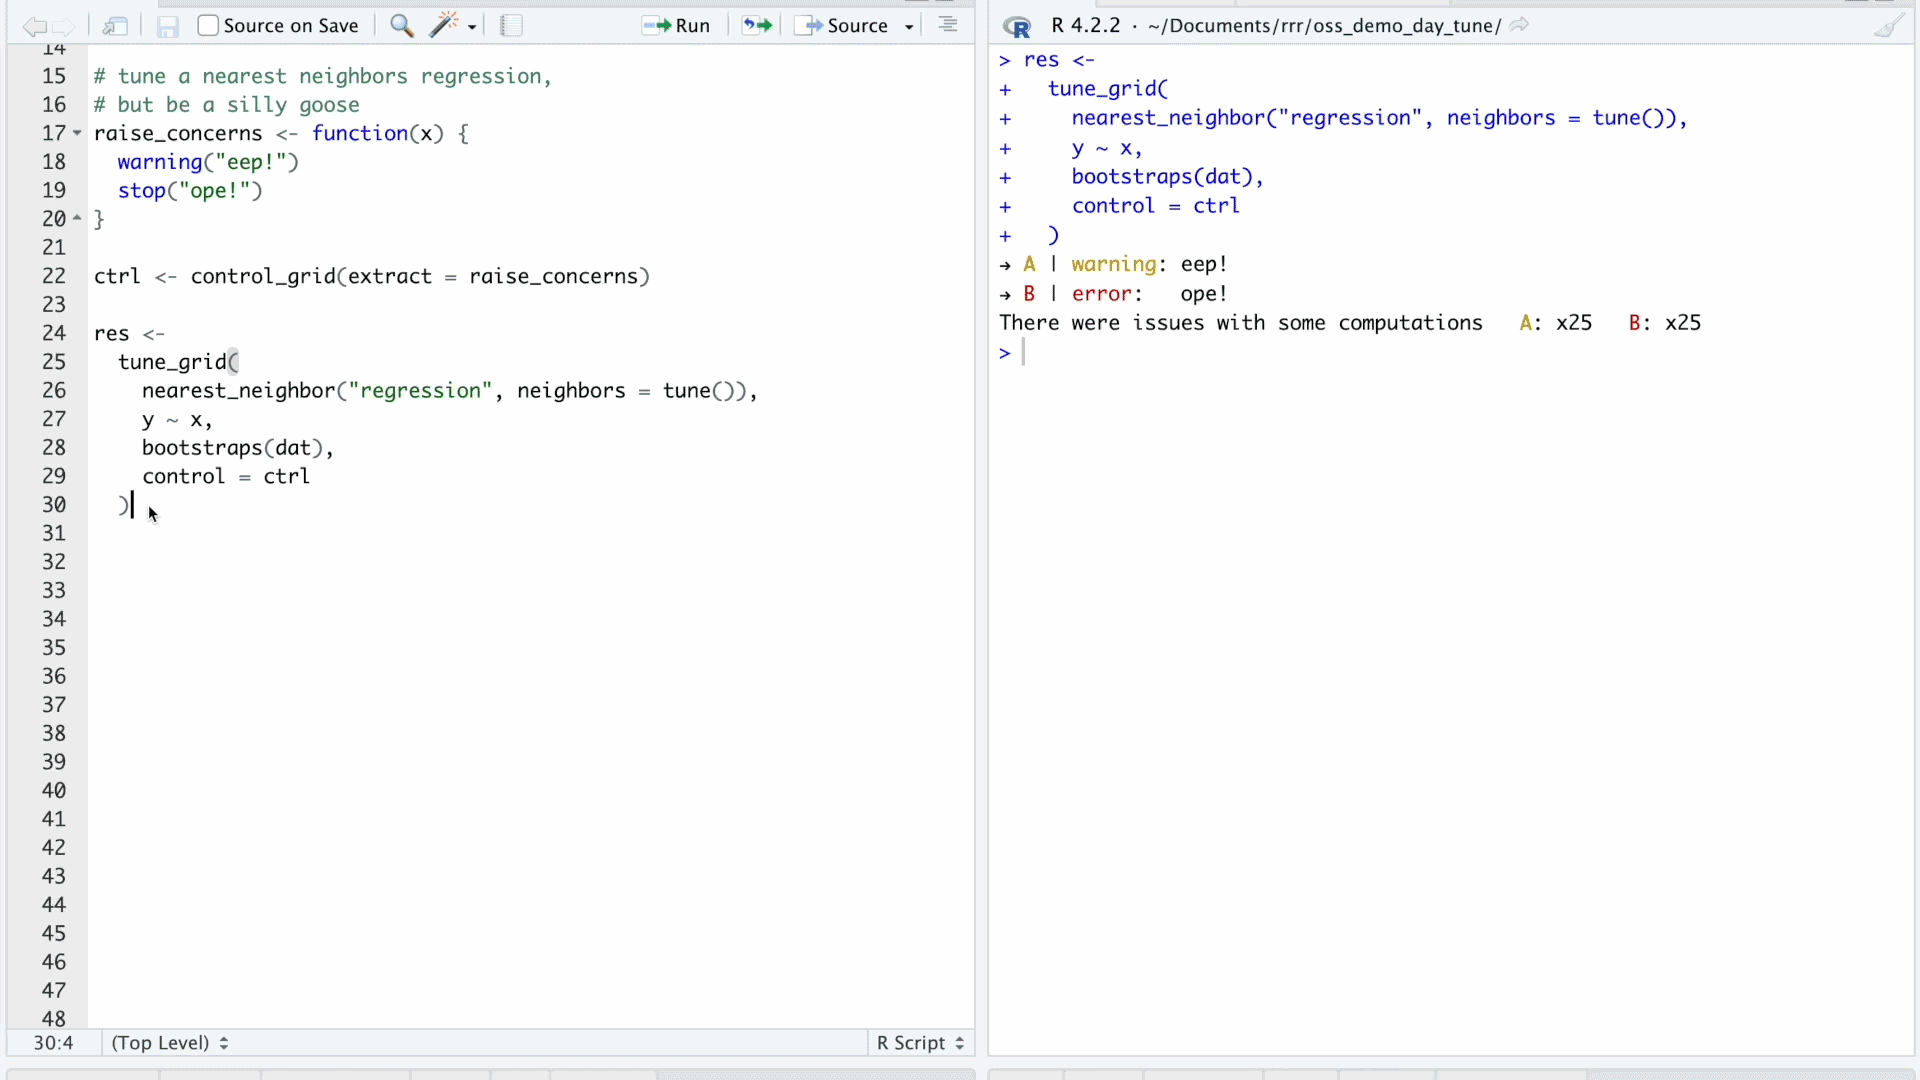 Source on Save
Run
Source
14
15 # tune a nearest neighbors regression,
16 # but be a silly goose
17 raise_concerns <- function(x) {
18   warning("eep!")
19   stop("ope!")
20 }
21
22 ctrl <- control_grid(extract = raise_concerns)
23
24 res <-
25   tune_grid(
26     nearest_neighbor("regression", neighbors = tune()),
27     y ~ x,
28     bootstraps(dat),
29     control = ctrl
30   )
31
32
33
34
35
36
37
38
39
40
41
42
43
44
45
46
47
48
30:4 (Top Level) R Script
R R 4.2.2 · ~/Documents/rrr/oss_demo_day_tune/
> res <-
+   tune_grid(
+     nearest_neighbor("regression", neighbors = tune()),
+     y ~ x,
+     bootstraps(dat),
+     control = ctrl
+   )
→ A | warning: eep!
→ B | error:   ope!
There were issues with some computations   A: x25   B: x25
>